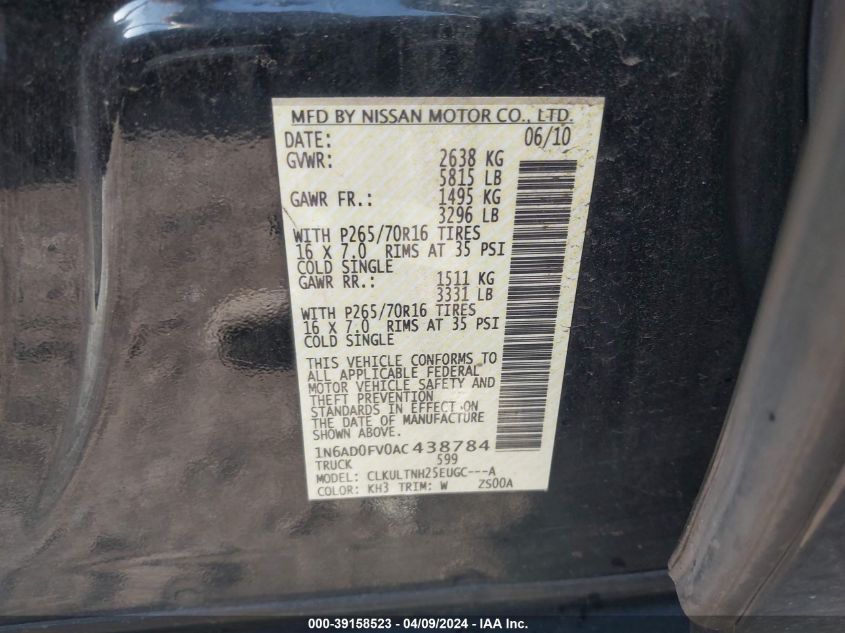 MFD BY NISSAN MOTOR CO., LTD.
DATE: 06/10
GVWR: 2638 KG
5815 LB
GAWR FR.: 1495 KG
3296 LB
WITH P265/70R16 TIRES
16 X 7.0 RIMS AT 35 PSI
COLD SINGLE
GAWR RR.: 1511 KG
3331 LB
WITH P265/70R16 TIRES
16 X 7.0 RIMS AT 35 PSI
COLD SINGLE
THIS VEHICLE CONFORMS TO
ALL APPLICABLE FEDERAL
MOTOR VEHICLE SAFETY AND
THEFT PREVENTION
STANDARDS IN EFFECT ON
THE DATE OF MANUFACTURE
SHOWN ABOVE.
1N6AD0FV0AC 438784
TRUCK 599
MODEL: CLKULTNH25EUGC---A
COLOR: KH3 TRIM: W ZS00A
000-39158523 - 04/09/2024 - IAA Inc.